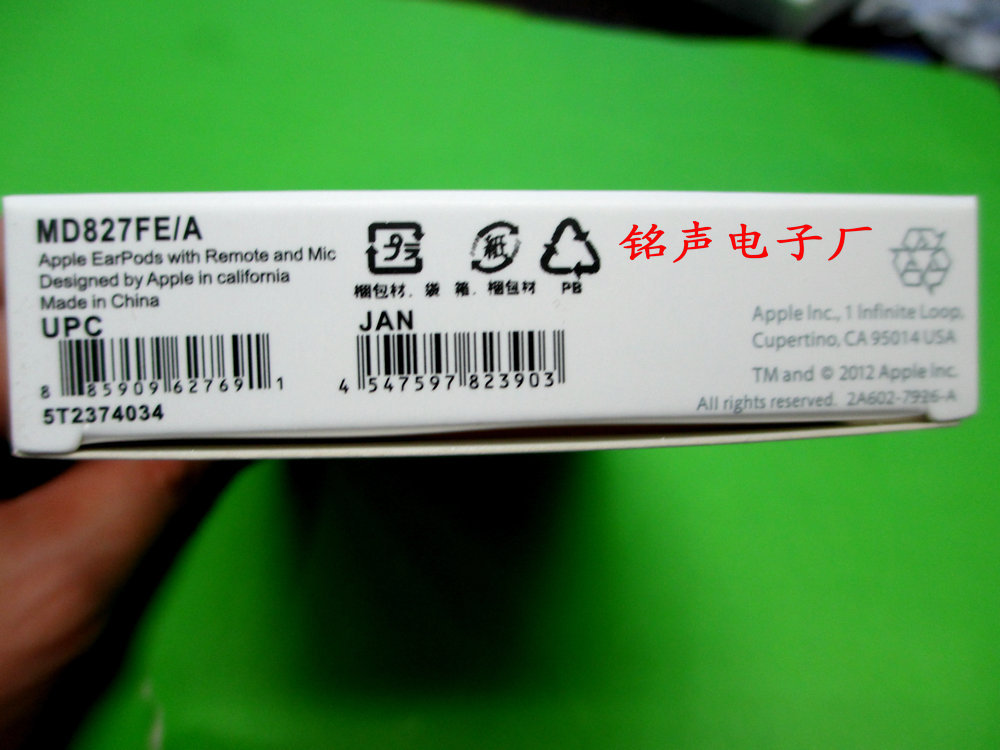 MD827FE/A
Apple EarPods with Remote and Mic
Designed by Apple in california
Made in China
UPC
8 85909 62769 1
5T2374034
プラ
紙
梱包材、袋 箱、梱包材 PB
JAN
4 547597 823903
铭声电子厂
Apple Inc., 1 Infinite Loop,
Cupertino, CA 95014 USA
TM and © 2012 Apple Inc.
All rights reserved. 2A602-7926-A